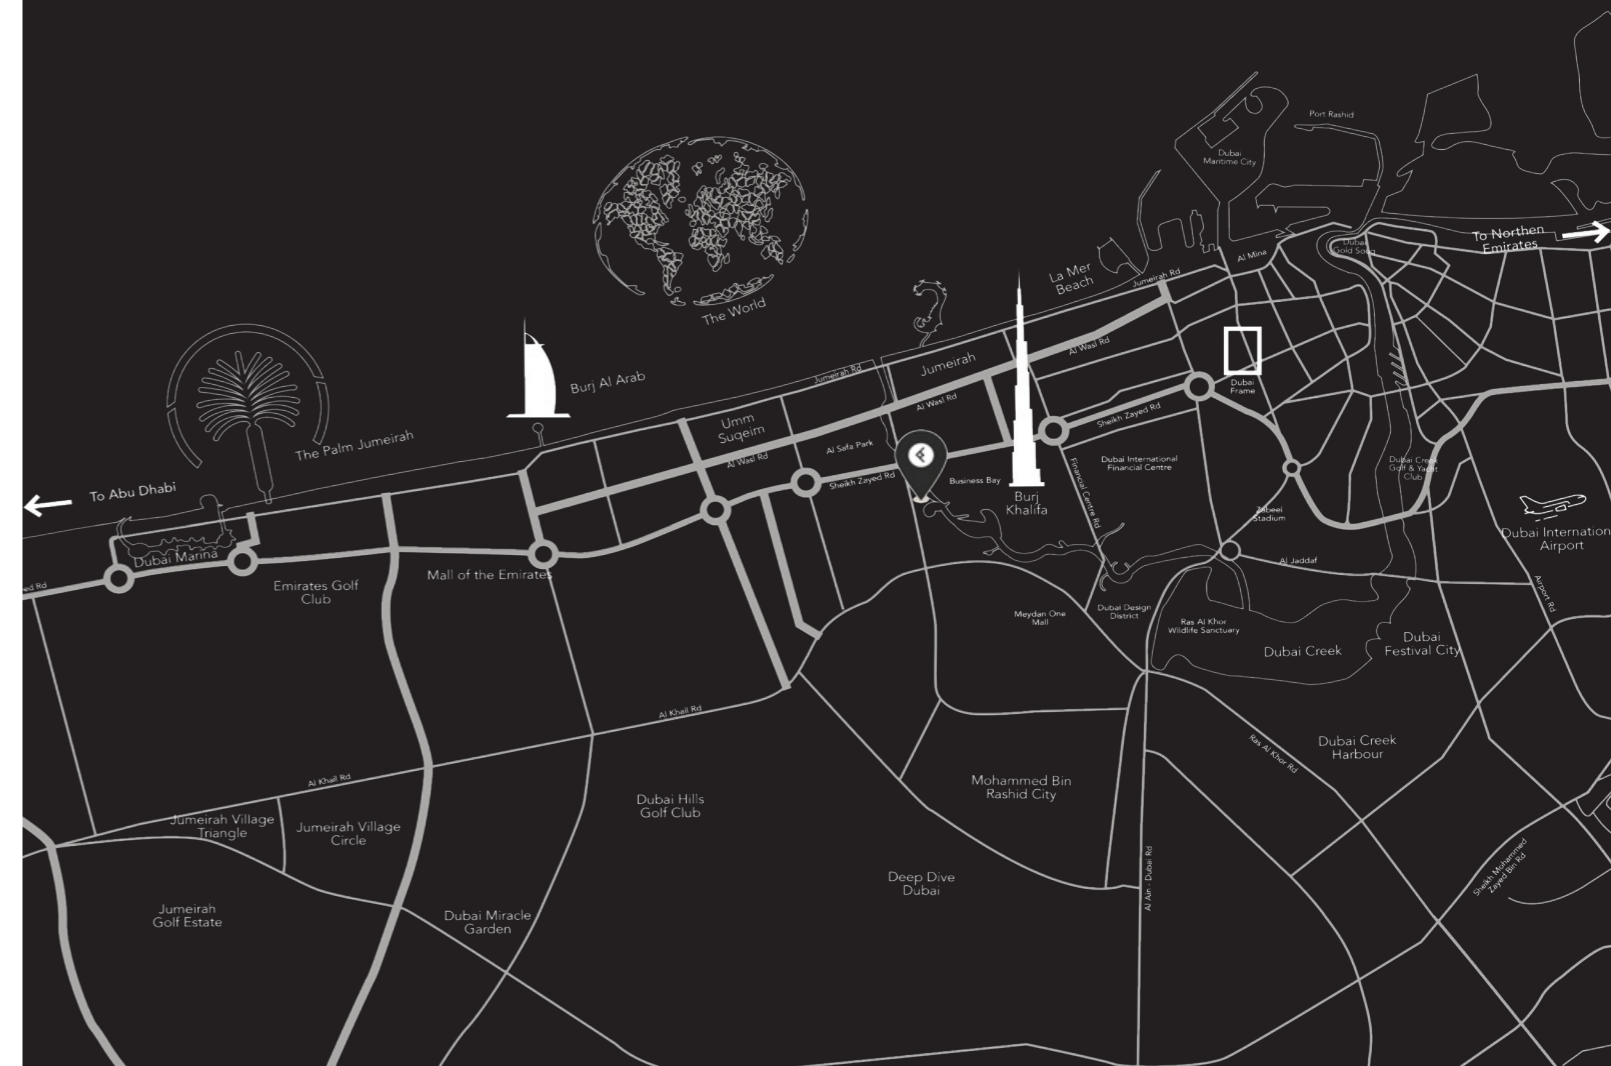 Port Rashid
Dubai
Maritime City
To Northen
Emirates
Dubai
Gold Souq
Al Mina
La Mer
Beach
Jumeirah Rd
The World
Al Wasl Rd
Jumeirah
Dubai
Frame
Burj Al Arab
Jumeirah Rd
Al Wasl Rd
Sheikh Zayed Rd
Umm
Suqeim
The Palm Jumeirah
Al Safa Park
Al Wasl Rd
Dubai International
Financial Centre
Dubai Creek
Golf & Yacht
Club
Sheikh Zayed Rd
Business Bay
To Abu Dhabi
Burj
Khalifa
Financial Centre Rd
Zabeel
Stadium
Dubai Internation
Airport
Dubai Marina
Al Jaddaf
Mall of the Emirates
Emirates Golf
Club
ed Rd
Airport Rd
Meydan One
Mall
Dubai Design
District
Ras Al Khor
Wildlife Sanctuary
Dubai Creek
Dubai
Festival City
Al Khail Rd
Ras Al Khor Rd
Dubai Creek
Harbour
Al Khail Rd
Mohammed Bin
Rashid City
Dubai Hills
Golf Club
Jumeirah Village
Triangle
Jumeirah Village
Circle
Deep Dive
Dubai
Al Ain - Dubai Rd
Sheikh Mohammed
Zayed Bin Rd
Jumeirah
Golf Estate
Dubai Miracle
Garden